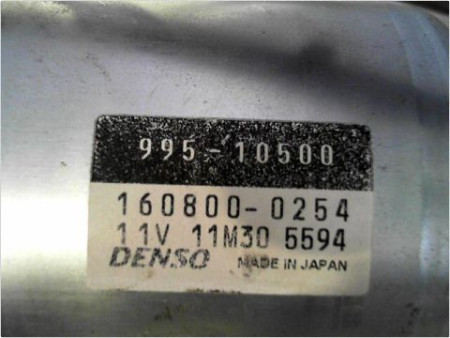 995-10500
160800-0254
11V 11M30 5594
DENSO MADE IN JAPAN